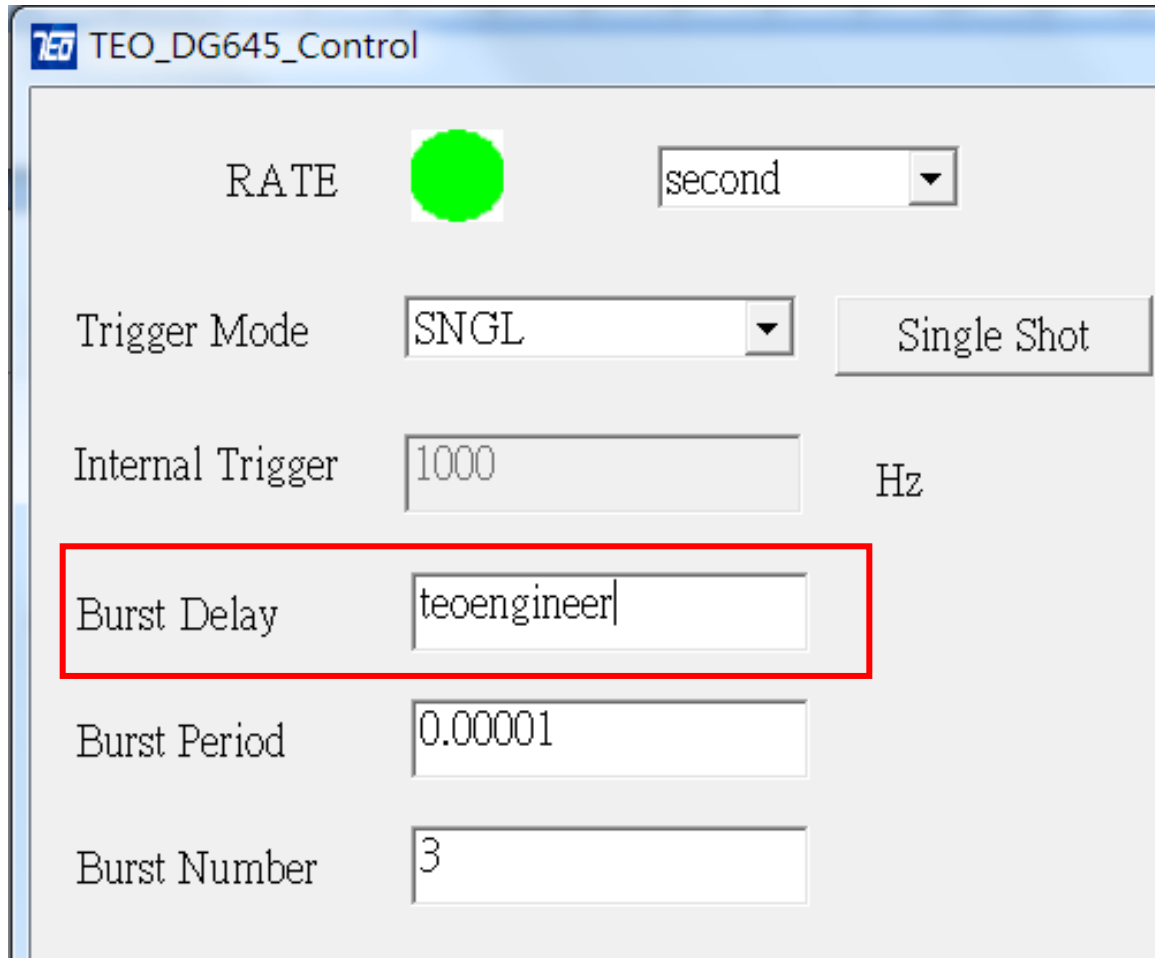 TEO TEO_DG645_Control
RATE second
Trigger Mode SNGL Single Shot
Internal Trigger 1000 Hz
Burst Delay teoengineer
Burst Period 0.00001
Burst Number 3